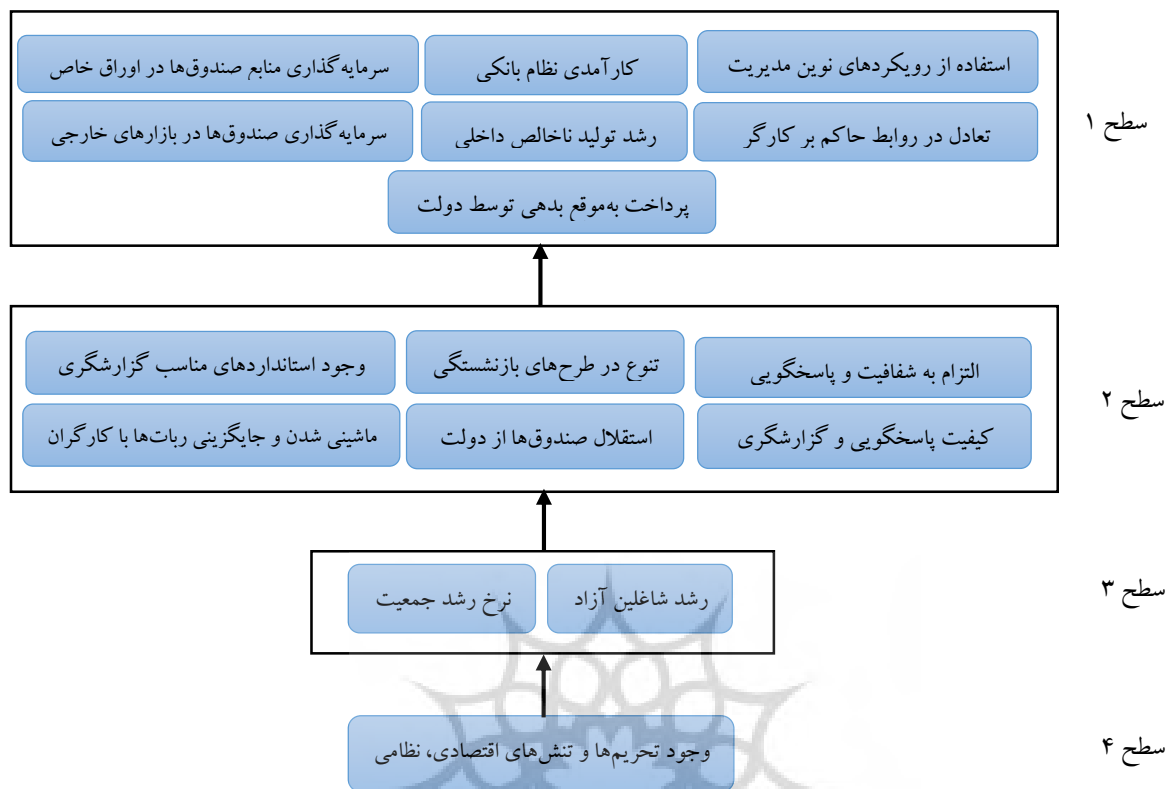 استفاده از رویکردهای نوین مدیریت
کارآمدی نظام بانکی
سرمایه‌گذاری منابع صندوق‌ها در اوراق خاص
سطح ۱
تعادل در روابط حاکم بر کارگر
رشد تولید ناخالص داخلی
سرمایه‌گذاری صندوق‌ها در بازارهای خارجی
پرداخت به‌موقع بدهی توسط دولت
التزام به شفافیت و پاسخگویی
تنوع در طرح‌های بازنشستگی
وجود استانداردهای مناسب گزارشگری
سطح ۲
کیفیت پاسخگویی و گزارشگری
استقلال صندوق‌ها از دولت
ماشینی شدن و جایگزینی ربات‌ها با کارگران
سطح ۳
رشد شاغلین آزاد
نرخ رشد جمعیت
سطح ۴
وجود تحریم‌ها و تنش‌های اقتصادی، نظامی